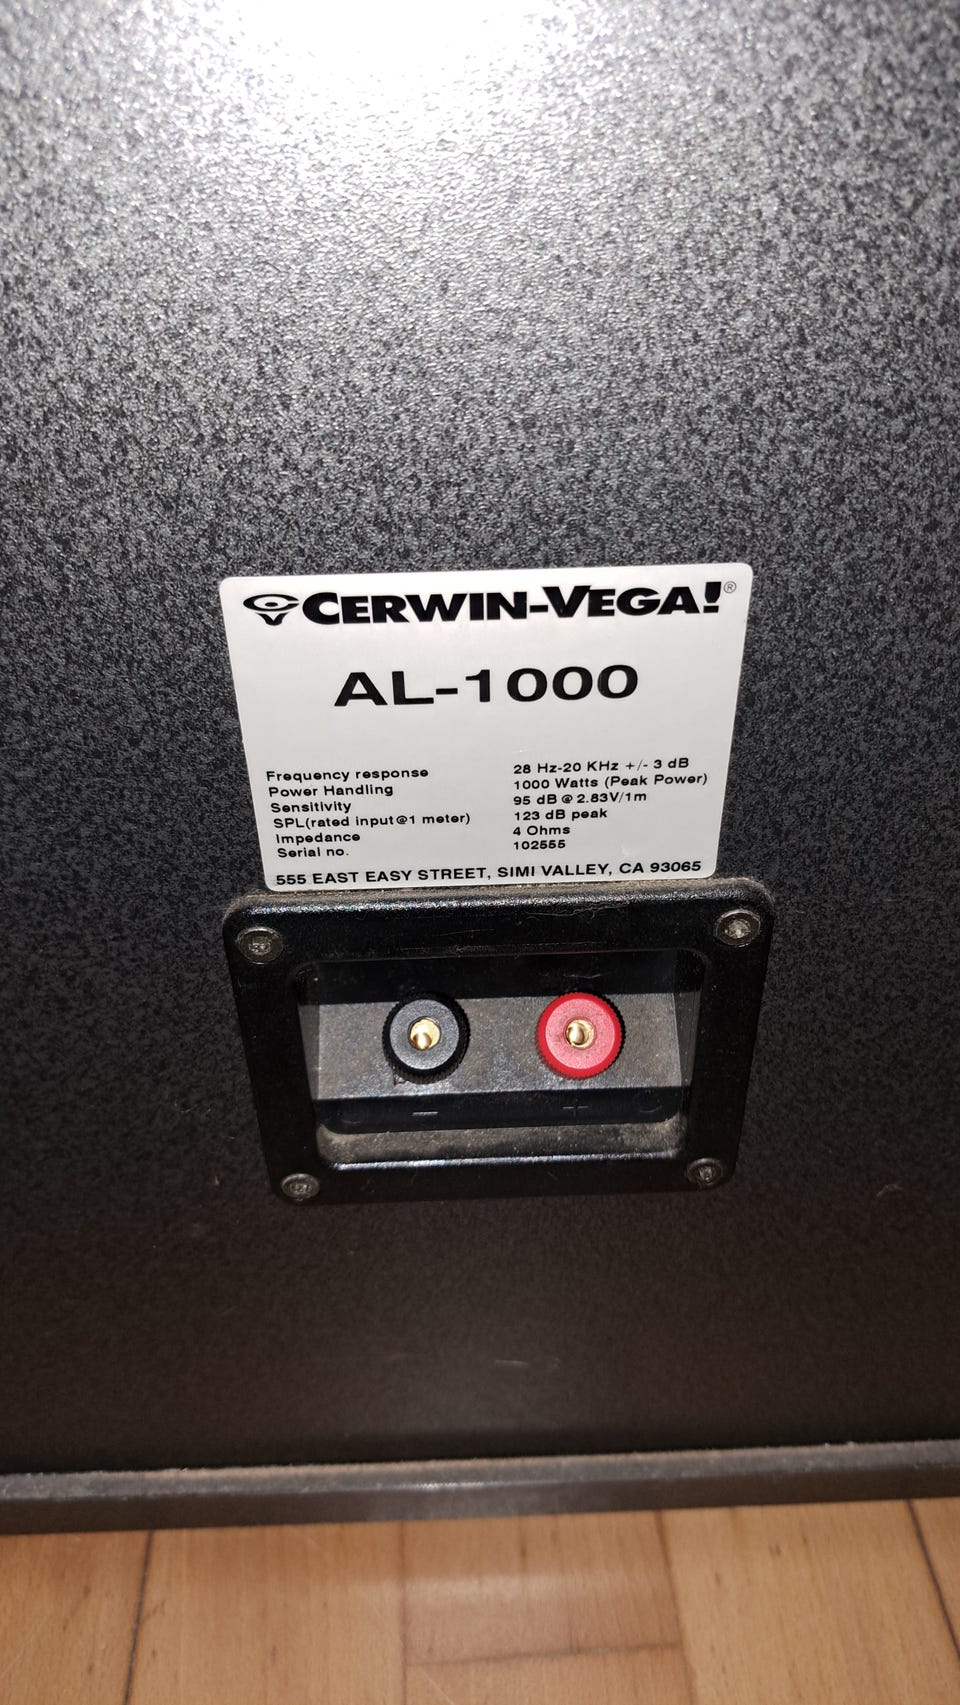 CERWIN-VEGA!®
AL-1000
Frequency response 28 Hz-20 KHz +/- 3 dB
Power Handling 1000 Watts (Peak Power)
Sensitivity 95 dB @ 2.83V/1m
SPL(rated input@1 meter) 123 dB peak
Impedance 4 Ohms
Serial no. 102555
555 EAST EASY STREET, SIMI VALLEY, CA 93065
− +